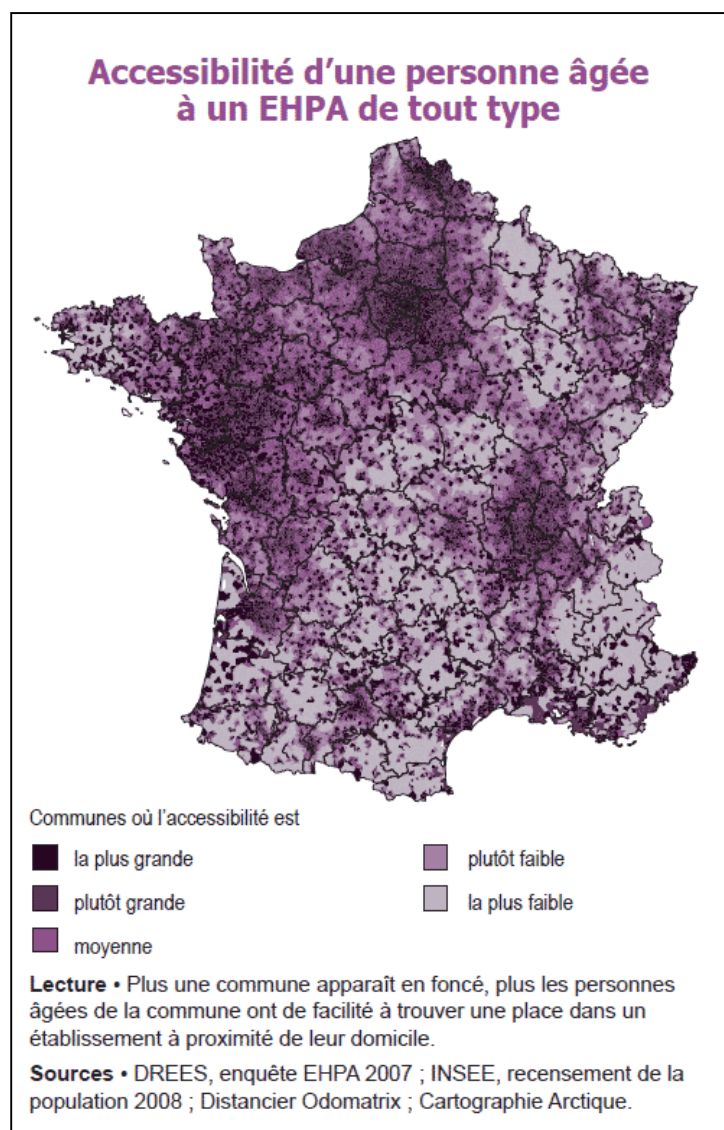 Accessibilité d'une personne âgée
à un EHPA de tout type
Communes où l'accessibilité est
la plus grande
plutôt grande
moyenne
plutôt faible
la plus faible
Lecture • Plus une commune apparaît en foncé, plus les personnes
âgées de la commune ont de facilité à trouver une place dans un
établissement à proximité de leur domicile.
Sources • DREES, enquête EHPA 2007 ; INSEE, recensement de la
population 2008 ; Distancier Odomatrix ; Cartographie Arctique.